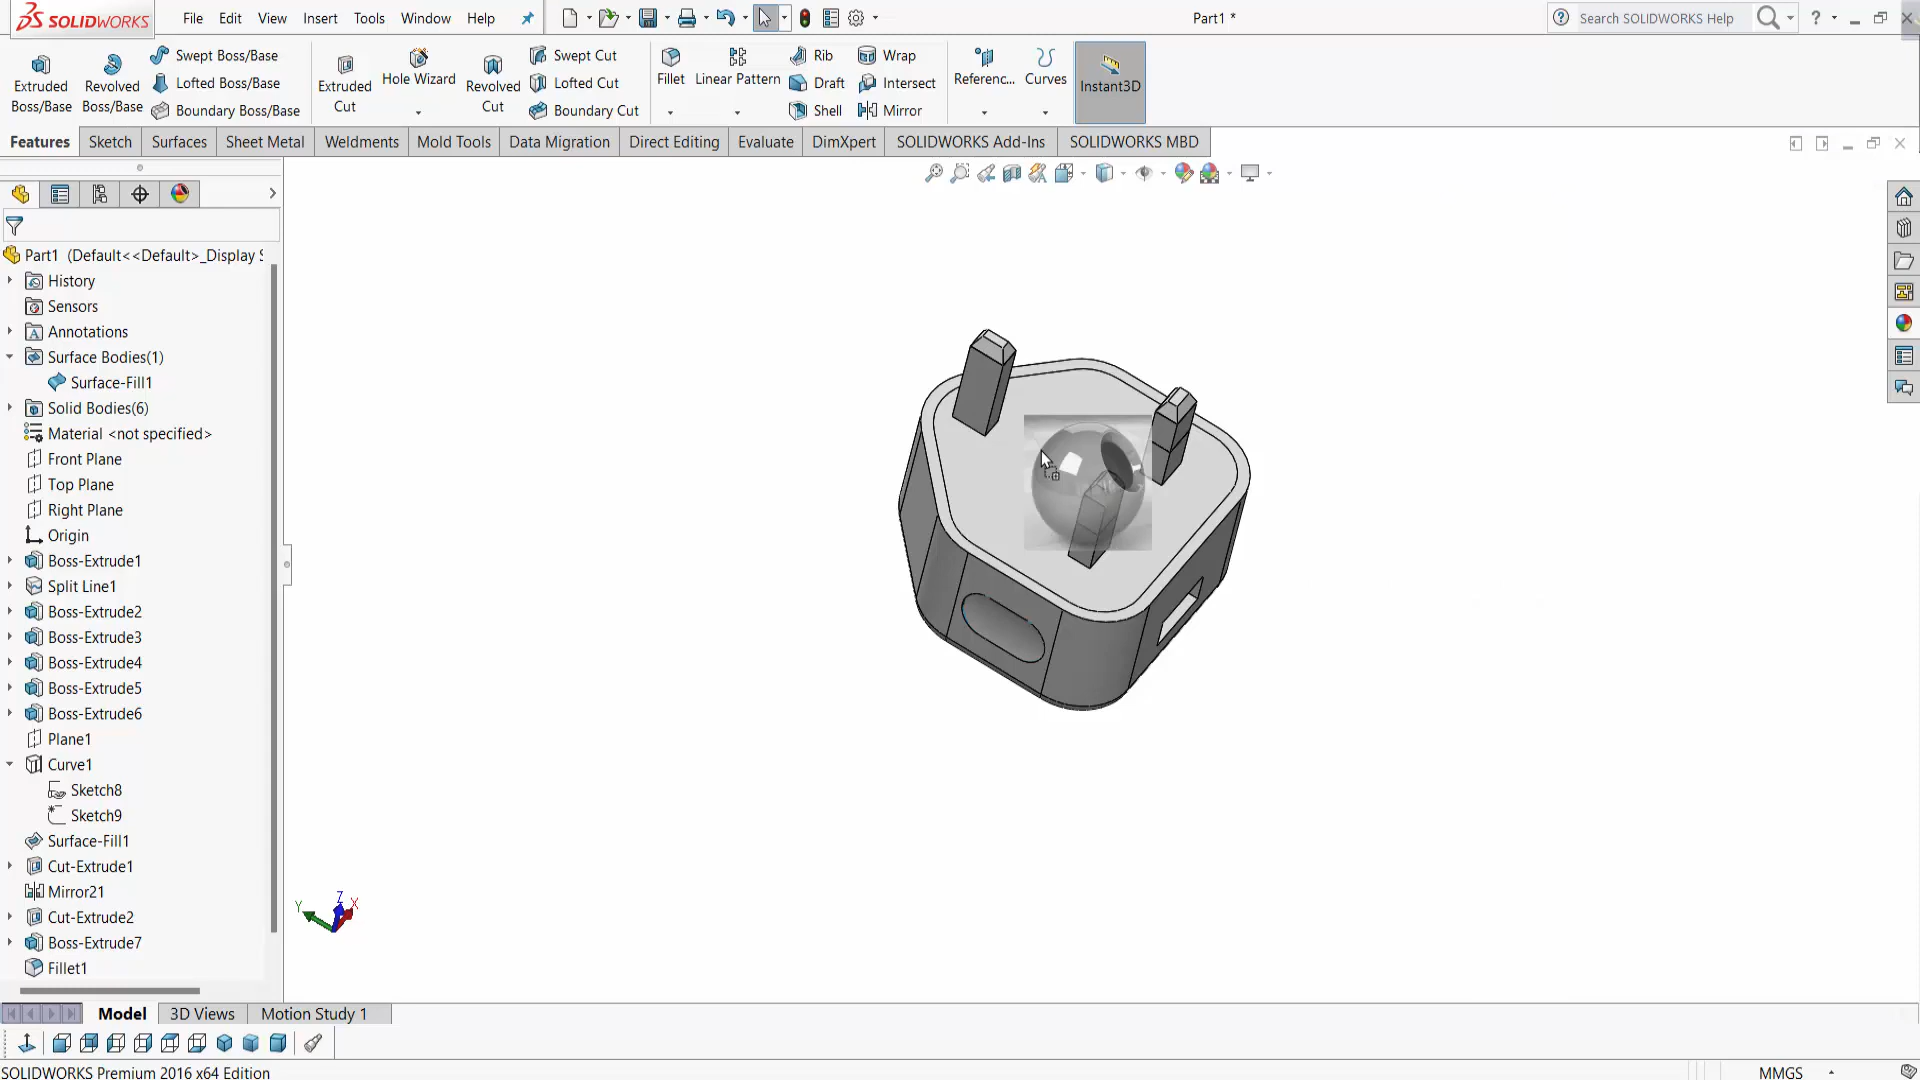 SOLIDWORKS
File Edit View Insert Tools Window Help
Part1 *
Search SOLIDWORKS Help
Extruded Boss/Base
Revolved Boss/Base
Swept Boss/Base
Lofted Boss/Base
Boundary Boss/Base
Extruded Cut
Hole Wizard
Revolved Cut
Swept Cut
Lofted Cut
Boundary Cut
Fillet
Linear Pattern
Rib
Draft
Shell
Wrap
Intersect
Mirror
Referenc...
Curves
Instant3D
Features Sketch Surfaces Sheet Metal Weldments Mold Tools Data Migration Direct Editing Evaluate DimXpert SOLIDWORKS Add-Ins SOLIDWORKS MBD
Part1 (Default<<Default>_Display S
History
Sensors
Annotations
Surface Bodies(1)
Surface-Fill1
Solid Bodies(6)
Material <not specified>
Front Plane
Top Plane
Right Plane
Origin
Boss-Extrude1
Split Line1
Boss-Extrude2
Boss-Extrude3
Boss-Extrude4
Boss-Extrude5
Boss-Extrude6
Plane1
Curve1
Sketch8
Sketch9
Surface-Fill1
Cut-Extrude1
Mirror21
Cut-Extrude2
Boss-Extrude7
Fillet1
Y Z X
Model 3D Views Motion Study 1
SOLIDWORKS Premium 2016 x64 Edition
MMGS